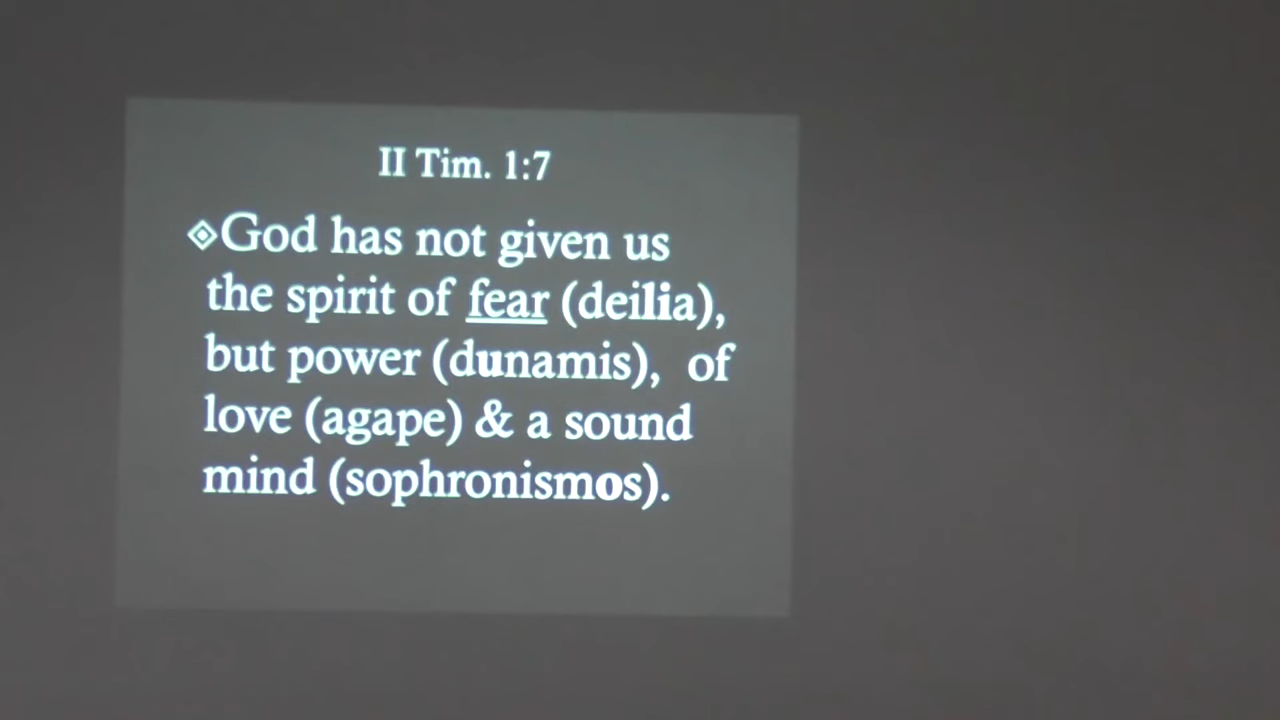 II Tim. 1:7
God has not given us
the spirit of fear (deilia),
but power (dunamis), of
love (agape) & a sound
mind (sophronismos).